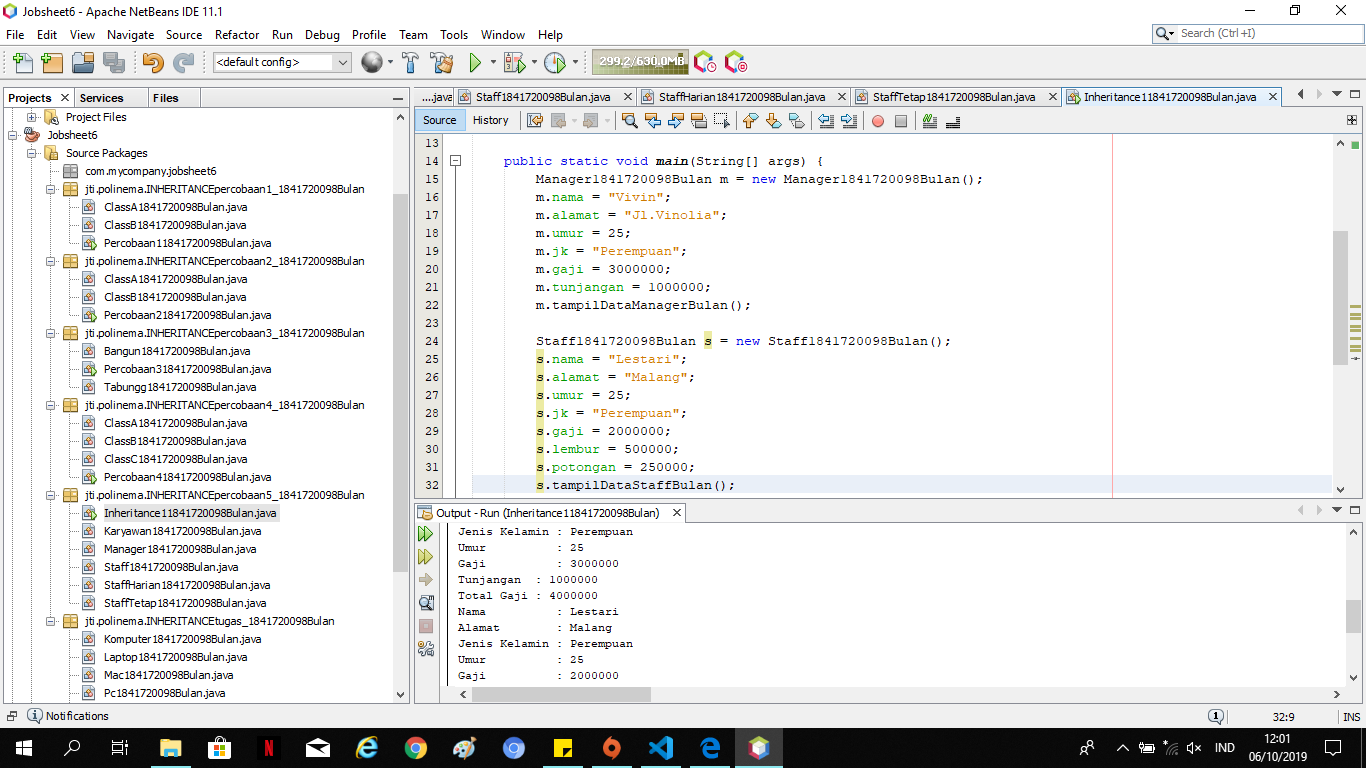 Jobsheet6 - Apache NetBeans IDE 11.1
File Edit View Navigate Source Refactor Run Debug Profile Team Tools Window Help
Search (Ctrl+I)
<default config>
299.2/630.0MB
Projects Services Files
Project Files
Jobsheet6
Source Packages
com.mycompany.jobsheet6
jti.polinema.INHERITANCEpercobaan1_1841720098Bulan
ClassA1841720098Bulan.java
ClassB1841720098Bulan.java
Percobaan11841720098Bulan.java
jti.polinema.INHERITANCEpercobaan2_1841720098Bulan
ClassA1841720098Bulan.java
ClassB1841720098Bulan.java
Percobaan21841720098Bulan.java
jti.polinema.INHERITANCEpercobaan3_1841720098Bulan
Bangun1841720098Bulan.java
Percobaan31841720098Bulan.java
Tabungg1841720098Bulan.java
jti.polinema.INHERITANCEpercobaan4_1841720098Bulan
ClassA1841720098Bulan.java
ClassB1841720098Bulan.java
ClassC1841720098Bulan.java
Percobaan41841720098Bulan.java
jti.polinema.INHERITANCEpercobaan5_1841720098Bulan
Inheritance11841720098Bulan.java
Karyawan1841720098Bulan.java
Manager1841720098Bulan.java
Staff1841720098Bulan.java
StaffHarian1841720098Bulan.java
StaffTetap1841720098Bulan.java
jti.polinema.INHERITANCEtugas_1841720098Bulan
Komputer1841720098Bulan.java
Laptop1841720098Bulan.java
Mac1841720098Bulan.java
Pc1841720098Bulan.java
....java Staff1841720098Bulan.java StaffHarian1841720098Bulan.java StaffTetap1841720098Bulan.java Inheritance11841720098Bulan.java
Source History
13
14 public static void main(String[] args) {
15 Manager1841720098Bulan m = new Manager1841720098Bulan();
16 m.nama = "Vivin";
17 m.alamat = "Jl.Vinolia";
18 m.umur = 25;
19 m.jk = "Perempuan";
20 m.gaji = 3000000;
21 m.tunjangan = 1000000;
22 m.tampilDataManagerBulan();
23
24 Staff1841720098Bulan s = new Staff1841720098Bulan();
25 s.nama = "Lestari";
26 s.alamat = "Malang";
27 s.umur = 25;
28 s.jk = "Perempuan";
29 s.gaji = 2000000;
30 s.lembur = 500000;
31 s.potongan = 250000;
32 s.tampilDataStaffBulan();
Output - Run (Inheritance11841720098Bulan)
Jenis Kelamin : Perempuan
Umur : 25
Gaji : 3000000
Tunjangan : 1000000
Total Gaji : 4000000
Nama : Lestari
Alamat : Malang
Jenis Kelamin : Perempuan
Umur : 25
Gaji : 2000000
Notifications
32:9 INS
IND
12:01
06/10/2019